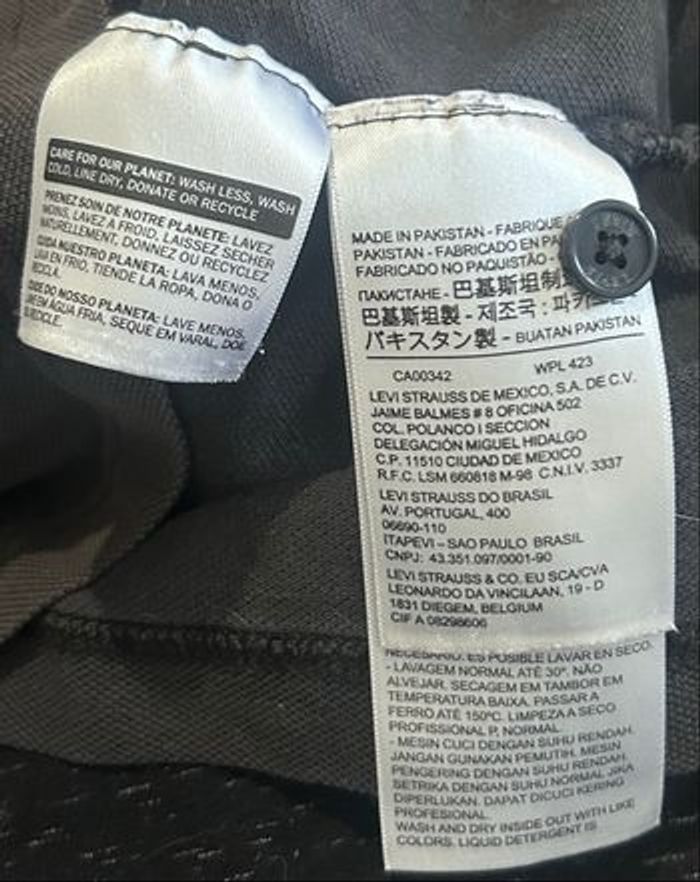 CARE FOR OUR PLANET: WASH LESS, WASH
COLD, LINE DRY, DONATE OR RECYCLE
PRENEZ SOIN DE NOTRE PLANETE: LAVEZ
MOINS, LAVEZ À FROID, LAISSEZ SÉCHER
NATURELLEMENT, DONNEZ OU RECYCLEZ
CUIDA NUESTRO PLANETA: LAVA MENOS,
LAVA EN FRIO, TIENDE LA ROPA, DONA O
RECICLA.
CUIDE DO NOSSO PLANETA: LAVE MENOS,
LAVE EM ÁGUA FRIA, SEQUE EM VARAL, DOE
MADE IN PAKISTAN - FABRIQUÉ
PAKISTAN - FABRICADO EN
FABRICADO NO PAQUISTÃO -
ПАКИСТАНЕ - 巴基斯坦制
巴基斯坦製 - 제조국 :
パキスタン製 - BUATAN PAKISTAN
CA00342 WPL 423
LEVI STRAUSS DE MEXICO, S.A. DE C.V.
JAIME BALMES # 8 OFICINA 502
COL. POLANCO I SECCION
DELEGACIÓN MIGUEL HIDALGO
C.P. 11510 CIUDAD DE MEXICO
R.F.C. LSM 660818 M-98 C.N.I.V. 3337
LEVI STRAUSS DO BRASIL
AV. PORTUGAL, 400
06690-110
ITAPEVI – SAO PAULO BRASIL
CNPJ: 43.351.097/0001-90
LEVI STRAUSS & CO. EU SCA/CVA
LEONARDO DA VINCILAAN, 19 - D
1831 DIEGEM, BELGIUM
CIF A 08298606
NECESARIO. ES POSIBLE LAVAR EN SECO.
- LAVAGEM NORMAL ATÉ 30°. NÃO
ALVEJAR. SECAGEM EM TAMBOR EM
TEMPERATURA BAIXA. PASSAR A
FERRO ATÉ 150ºC. LIMPEZA A SECO
PROFISSIONAL P, NORMAL.
- MESIN CUCI DENGAN SUHU RENDAH.
JANGAN GUNAKAN PEMUTIH. MESIN
PENGERING DENGAN SUHU RENDAH.
SETRIKA DENGAN SUHU NORMAL JIKA
DIPERLUKAN. DAPAT DICUCI KERING
PROFESIONAL.
WASH AND DRY INSIDE OUT WITH LIKE
COLORS. LIQUID DETERGENT IS